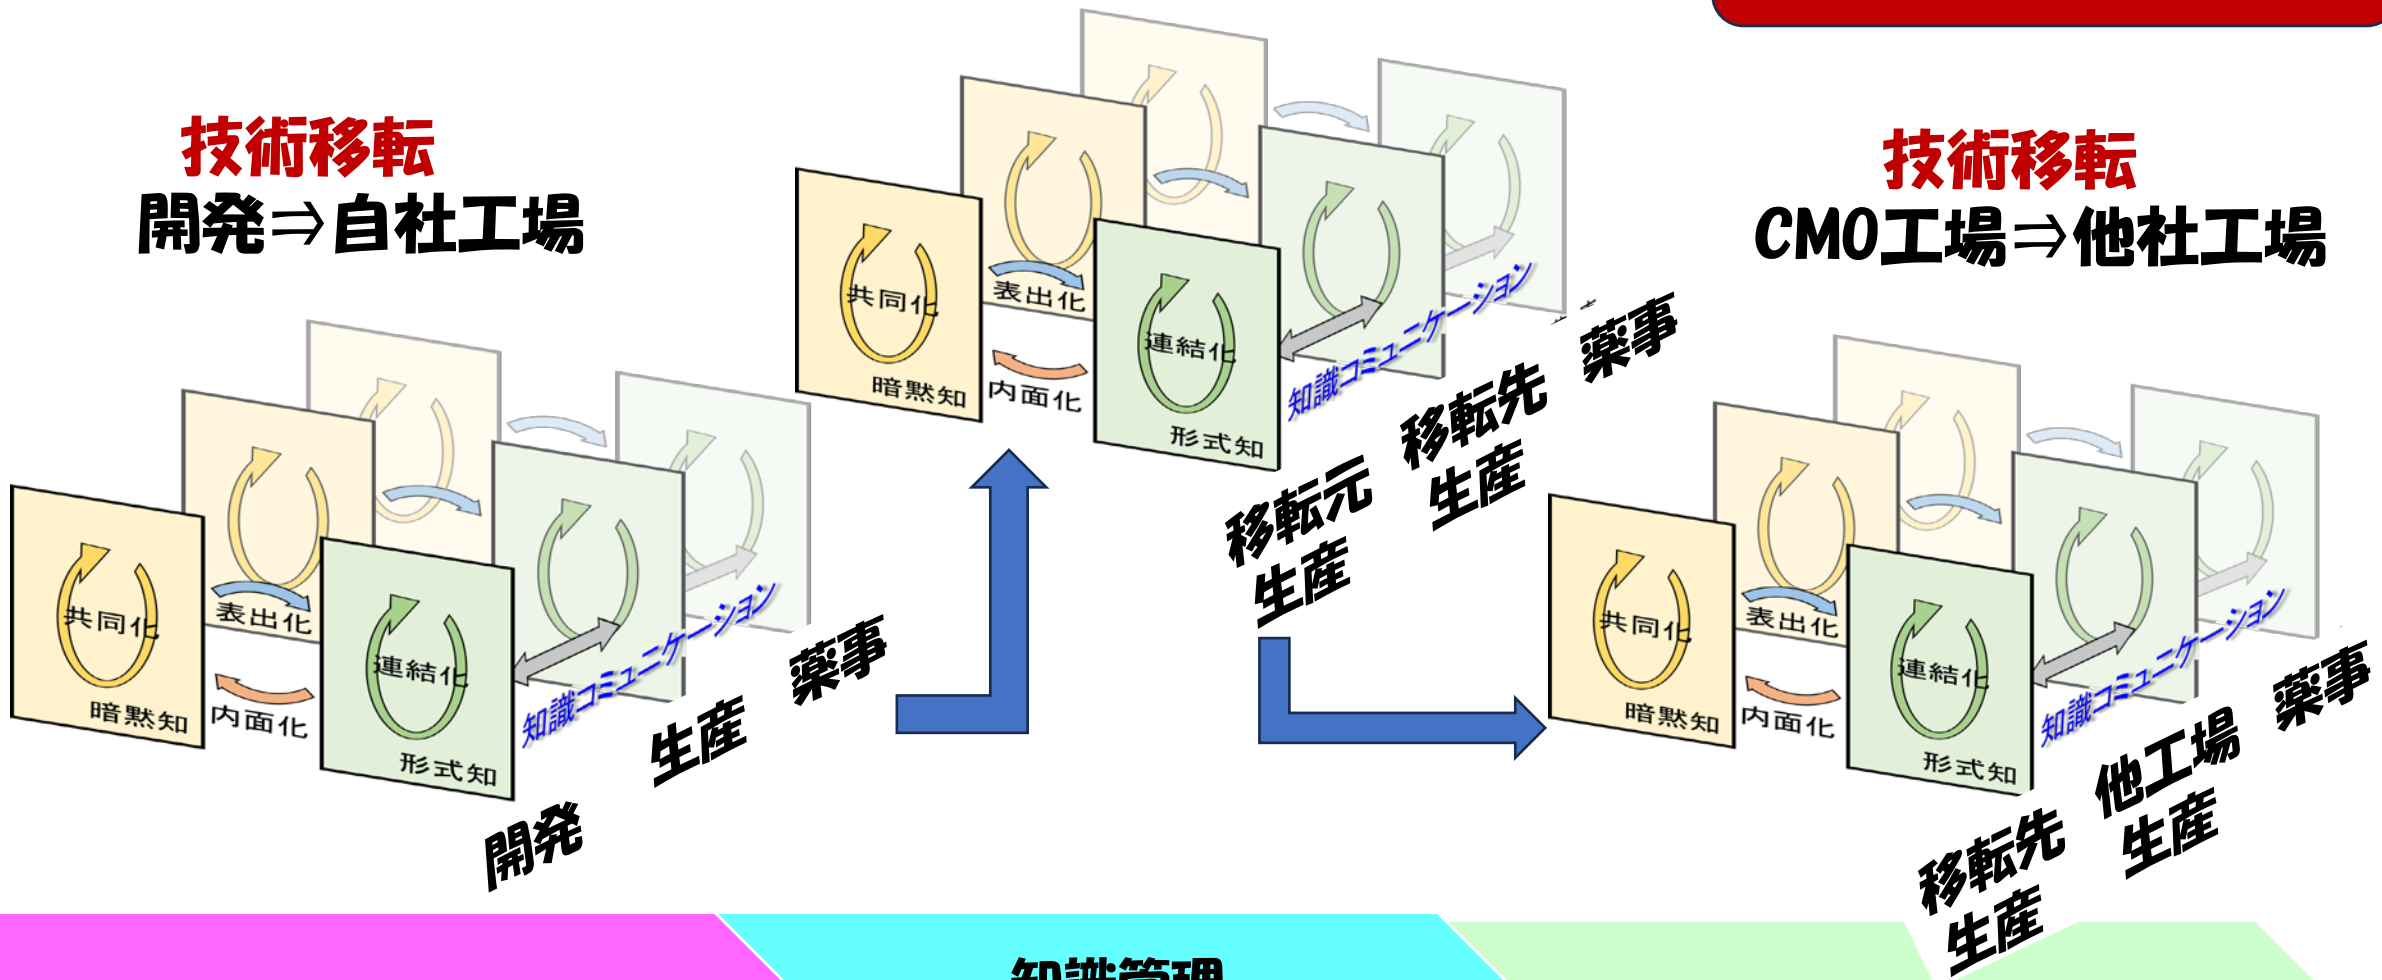 技術移転
開発⇒自社工場
共同化
暗黙知
表出化
内面化
連結化
形式知
知識コミュニケーション
開発
生産
薬事
共同化
暗黙知
表出化
内面化
連結化
形式知
知識コミュニケーション
移転元
生産
移転先
生産
薬事
技術移転
CMO工場⇒他社工場
共同化
暗黙知
表出化
内面化
連結化
形式知
知識コミュニケーション
移転先
生産
他工場
生産
薬事
知識管理